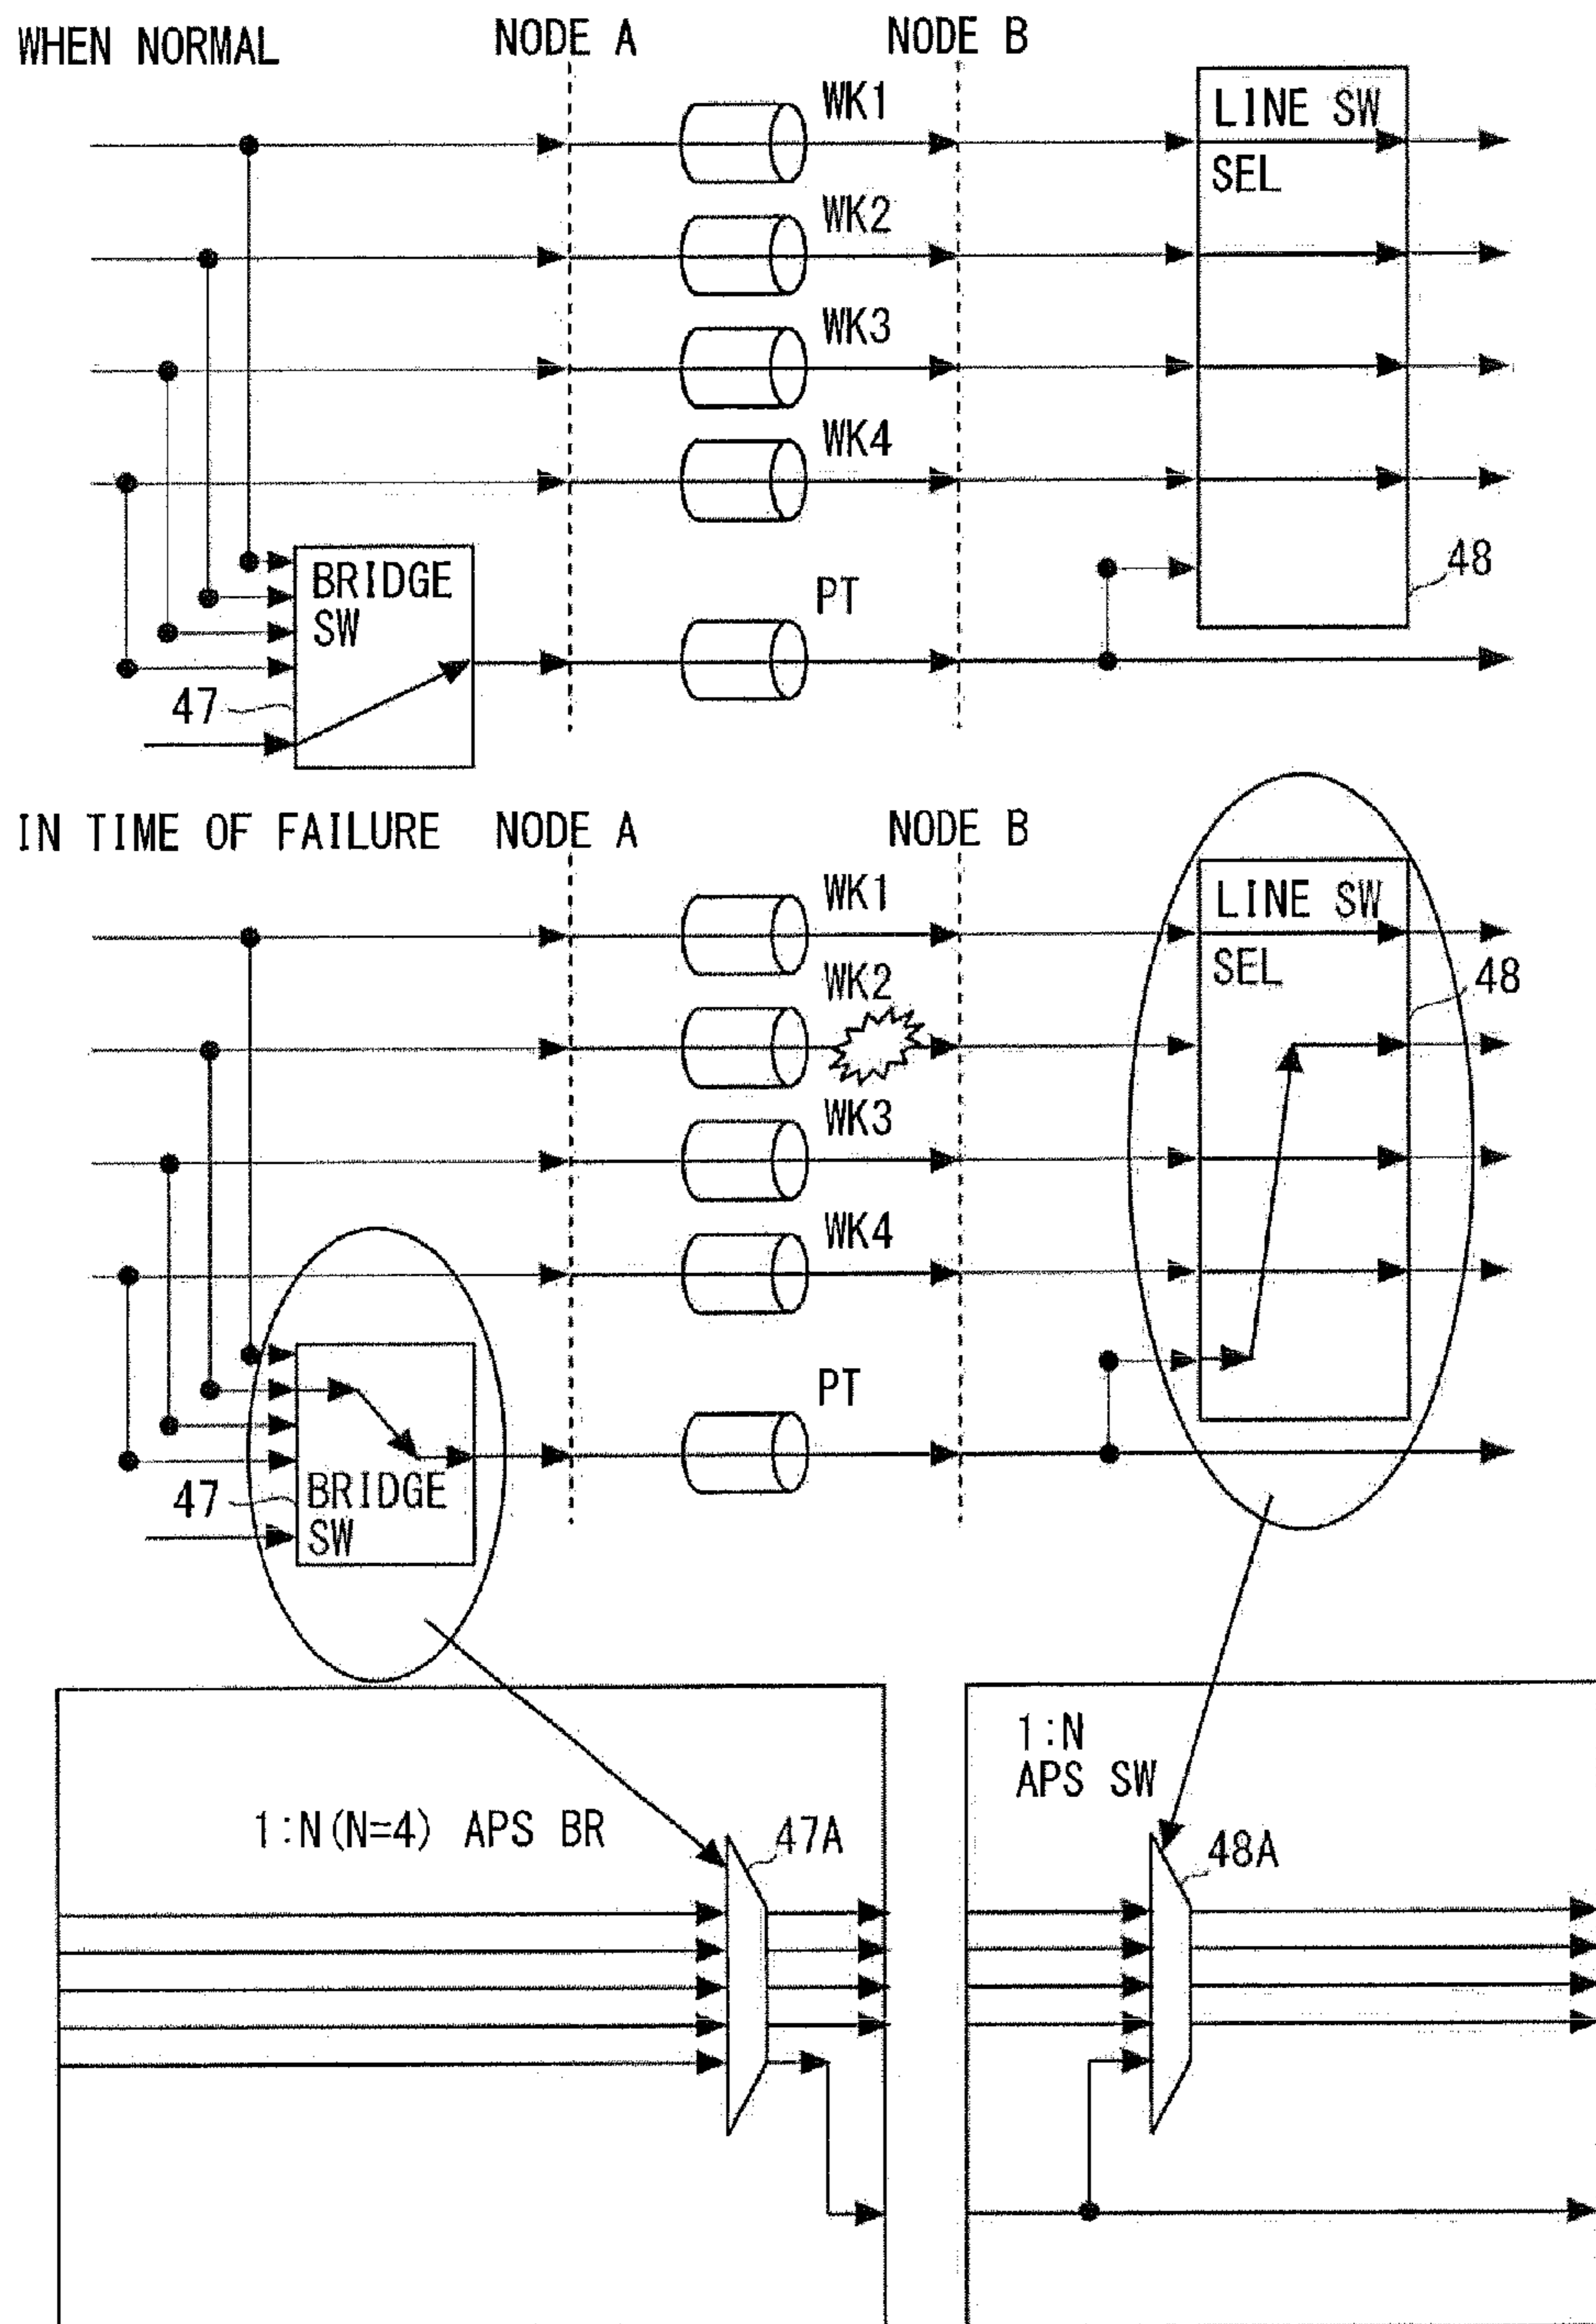 WHEN NORMAL
NODE A
NODE B
WK1
LINE SW
SEL
WK2
WK3
WK4
BRIDGE
SW
PT
48
47
IN TIME OF FAILURE
NODE A
NODE B
WK1
LINE SW
SEL
48
WK2
WK3
WK4
PT
47
BRIDGE
SW
1:N
APS SW
1:N(N=4) APS BR
47A
48A